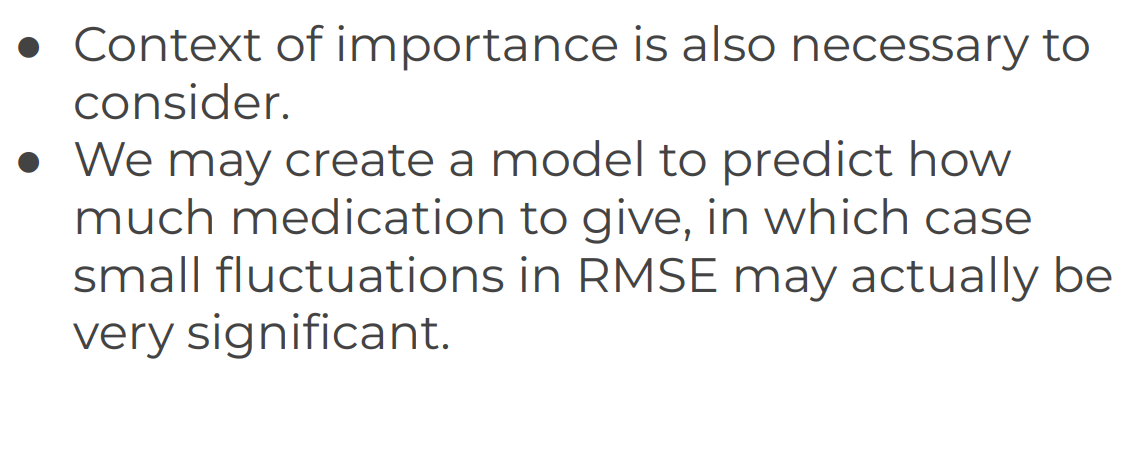 ● Context of importance is also necessary to
consider.
● We may create a model to predict how
much medication to give, in which case
small fluctuations in RMSE may actually be
very significant.